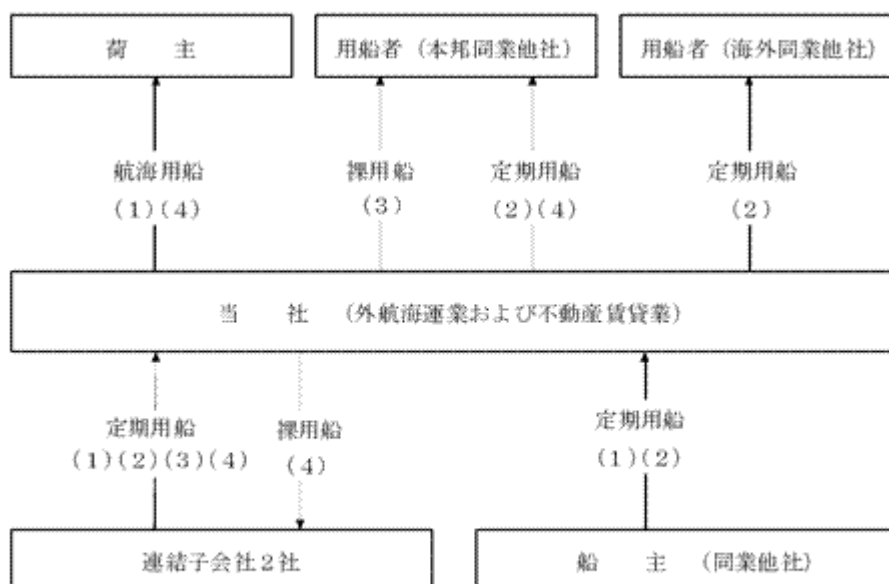 荷 主
用船者(本邦同業他社)
用船者(海外同業他社)
航海用船
(1)(4)
裸用船
(3)
定期用船
(2)(4)
定期用船
(2)
当 社 (外航海運業および不動産賃貸業)
定期用船
(1)(2)(3)(4)
裸用船
(4)
定期用船
(1)(2)
連結子会社2社
船 主 (同業他社)